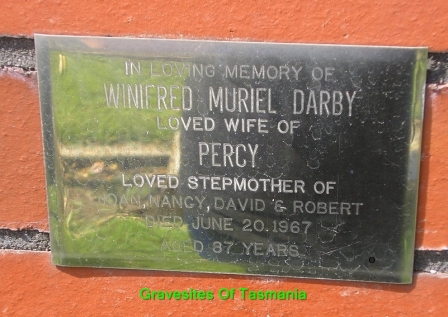 IN LOVING MEMORY OF
WINIFRED MURIEL DARBY
LOVED WIFE OF
PERCY
LOVED STEPMOTHER OF
JOAN, NANCY, DAVID & ROBERT
DIED JUNE 20. 1967
AGED 87 YEARS
Gravesites Of Tasmania